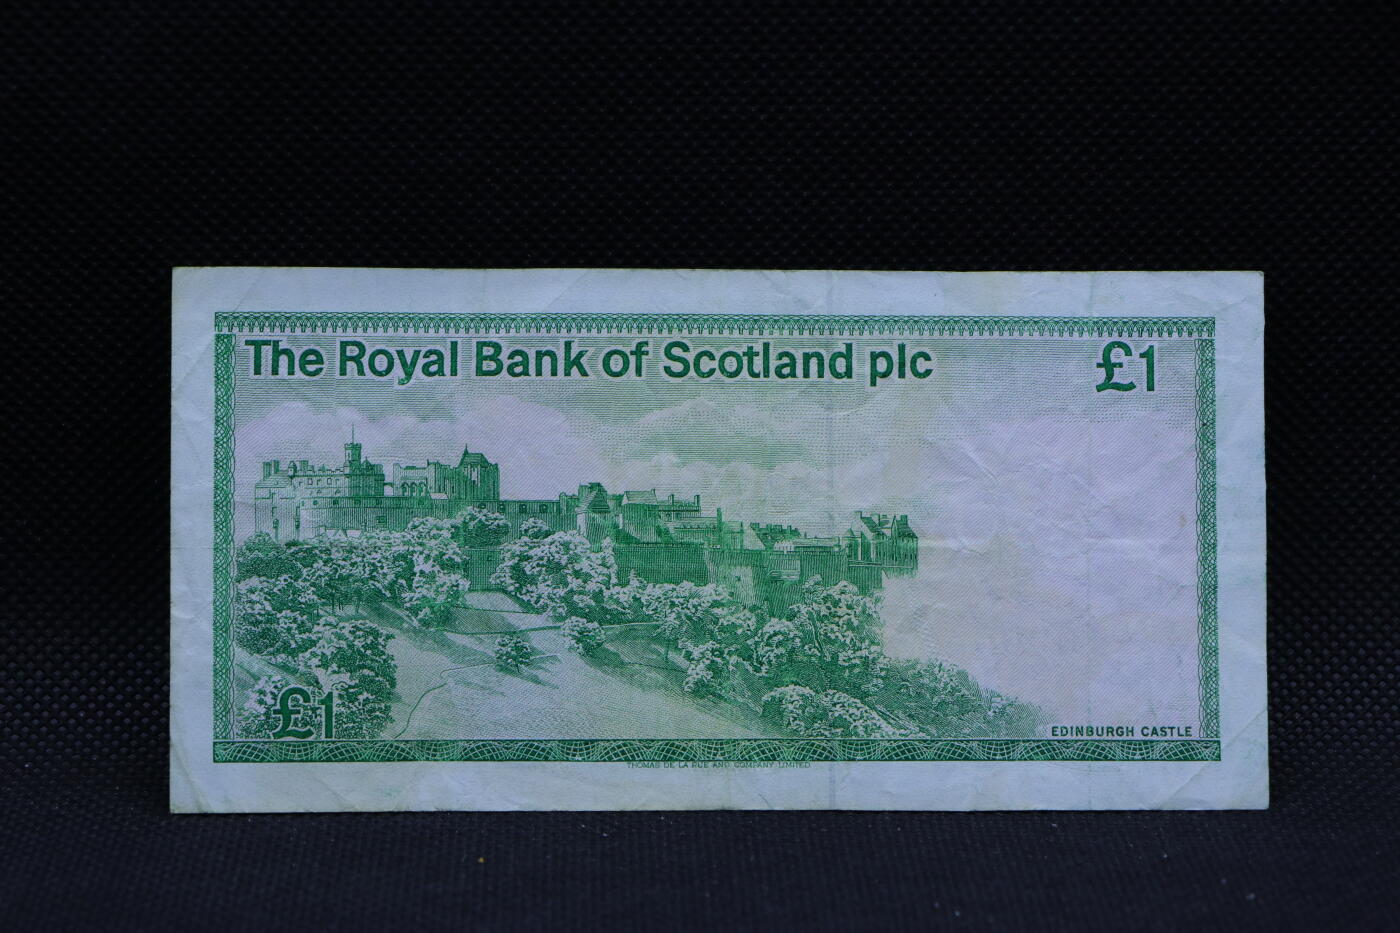 The Royal Bank of Scotland plc
£1
£1
EDINBURGH CASTLE
THOMAS DE LA RUE AND COMPANY LIMITED